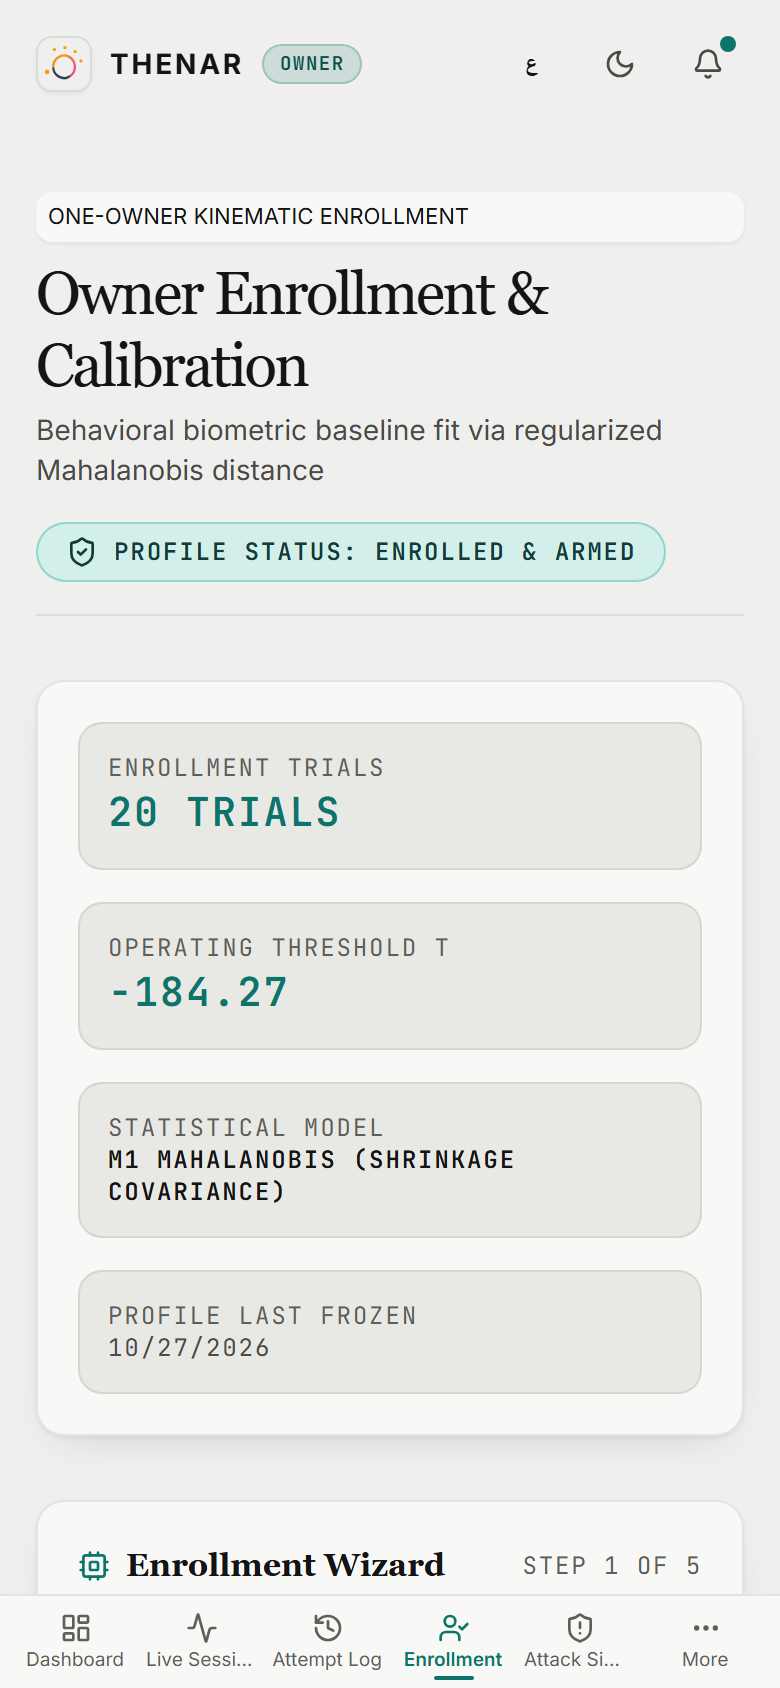 THENAR
OWNER
ع
ONE-OWNER KINEMATIC ENROLLMENT
Owner Enrollment &
Calibration
Behavioral biometric baseline fit via regularized
Mahalanobis distance
PROFILE STATUS: ENROLLED & ARMED
ENROLLMENT TRIALS
20 TRIALS
OPERATING THRESHOLD T
-184.27
STATISTICAL MODEL
M1 MAHALANOBIS (SHRINKAGE
COVARIANCE)
PROFILE LAST FROZEN
10/27/2026
Enrollment Wizard
STEP 1 OF 5
Dashboard
Live Sessi...
Attempt Log
Enrollment
Attack Si...
More